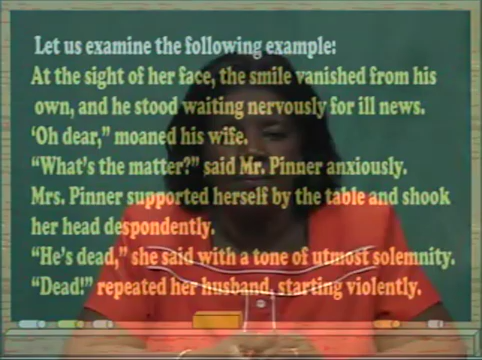 Let us examine the following example:
At the sight of her face, the smile vanished from his
own, and he stood waiting nervously for ill news.
‘Oh dear,” moaned his wife.
“What’s the matter?” said Mr. Pinner anxiously.
Mrs. Pinner supported herself by the table and shook
her head despondently.
“He’s dead,” she said with a tone of utmost solemnity.
“Dead!” repeated her husband, starting violently.